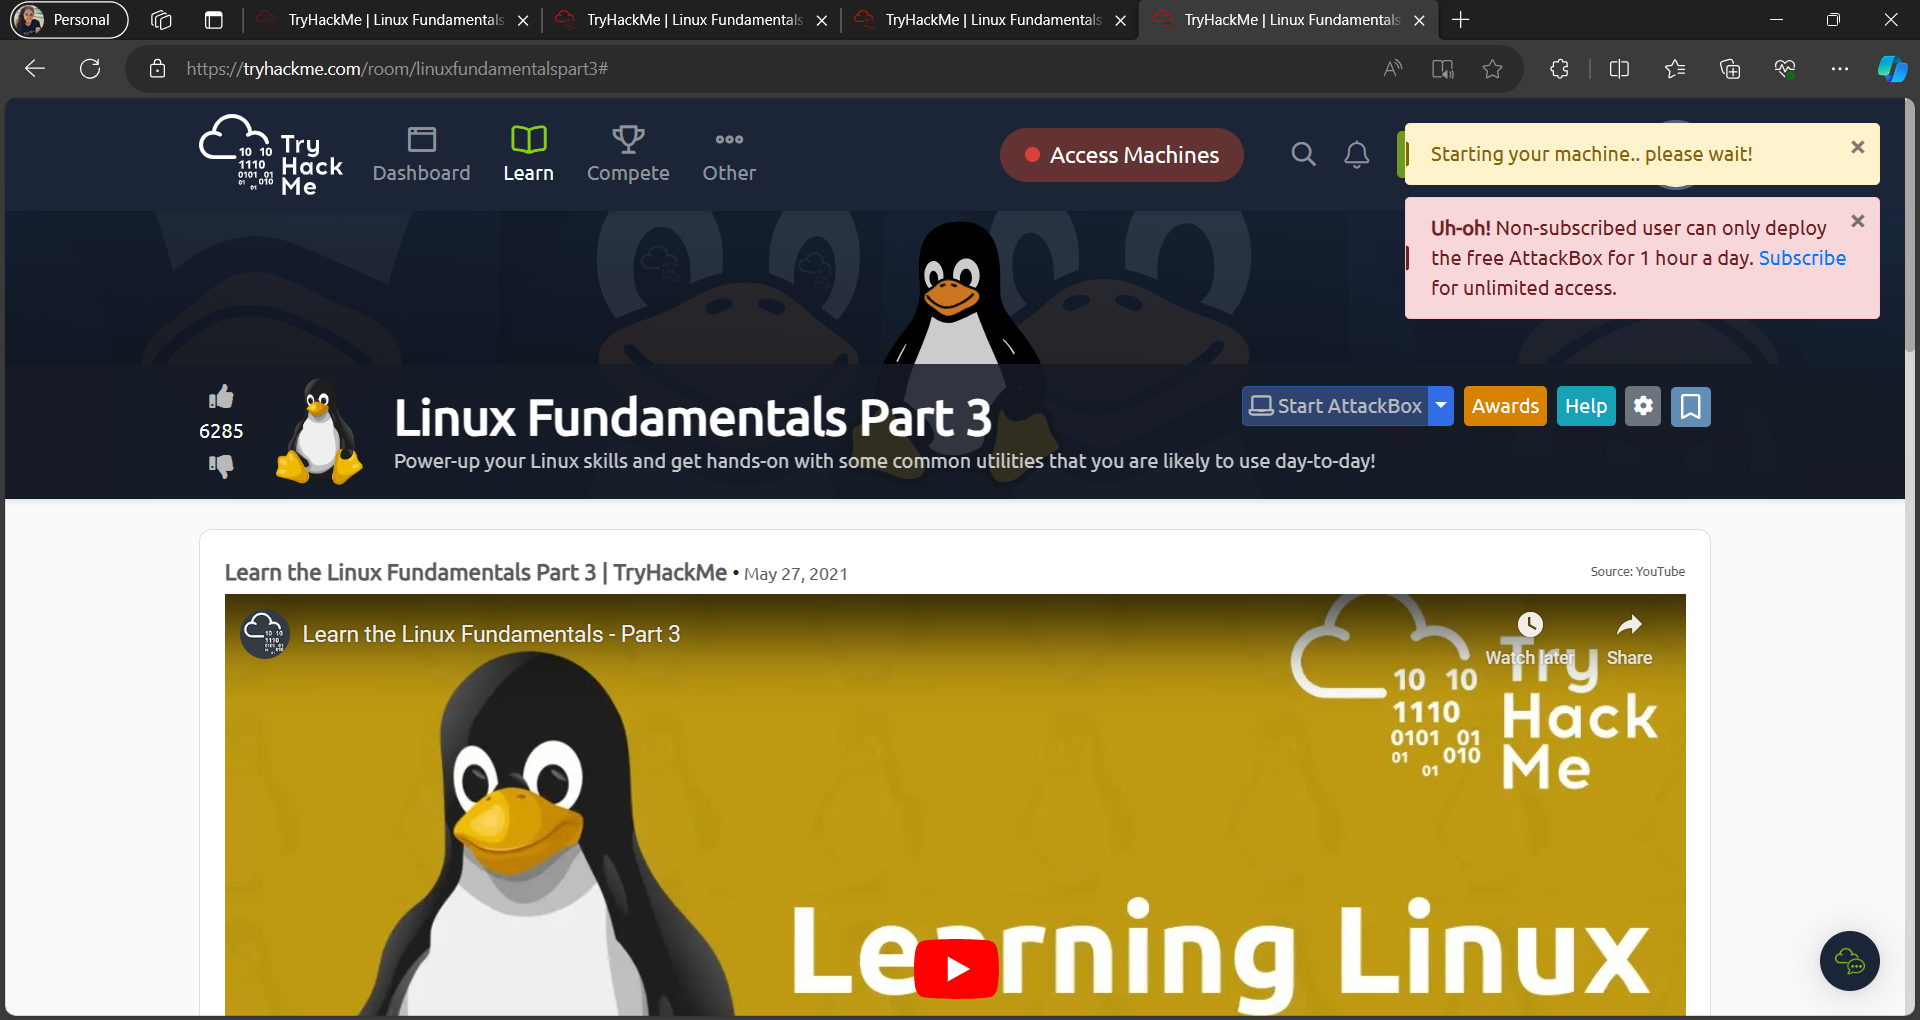 Personal
TryHackMe | Linux Fundamentals
TryHackMe | Linux Fundamentals
TryHackMe | Linux Fundamentals
TryHackMe | Linux Fundamentals
https://tryhackme.com/room/linuxfundamentalspart3#
10 10
1110
0101 01
01 010
01
Try
Hack
Me
Dashboard
Learn
Compete
Other
Access Machines
Starting your machine.. please wait!
Uh-oh! Non-subscribed user can only deploy
the free AttackBox for 1 hour a day. Subscribe
for unlimited access.
6285
Linux Fundamentals Part 3
Power-up your Linux skills and get hands-on with some common utilities that you are likely to use day-to-day!
Start AttackBox
Awards
Help
Learn the Linux Fundamentals Part 3 | TryHackMe • May 27, 2021
Source: YouTube
Learn the Linux Fundamentals - Part 3
Watch later
Share
10 10
1110
0101 01
01 010
01
Try
Hack
Me
Learning Linux